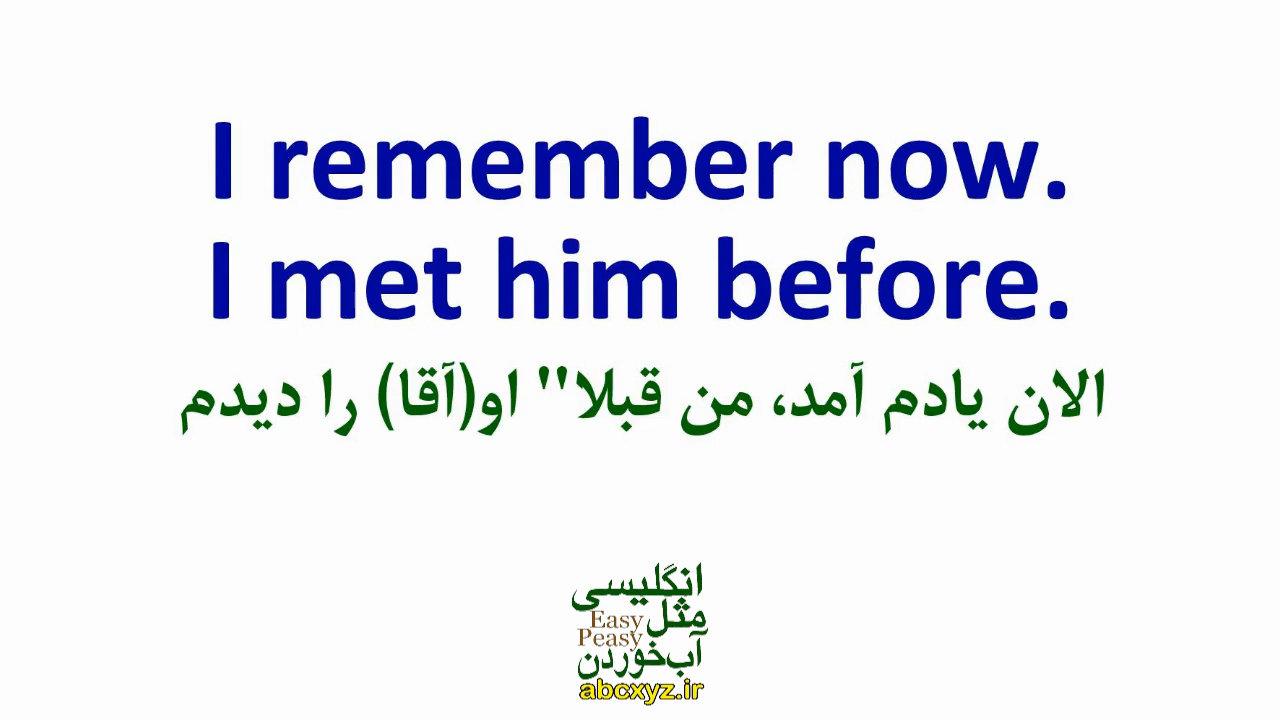 I remember now.
I met him before.
الان یادم آمد، من قبلا" او(آقا) را دیدم
انگلیسی
مثل
Easy
Peasy
آب‌خوردن
abcxyz.ir